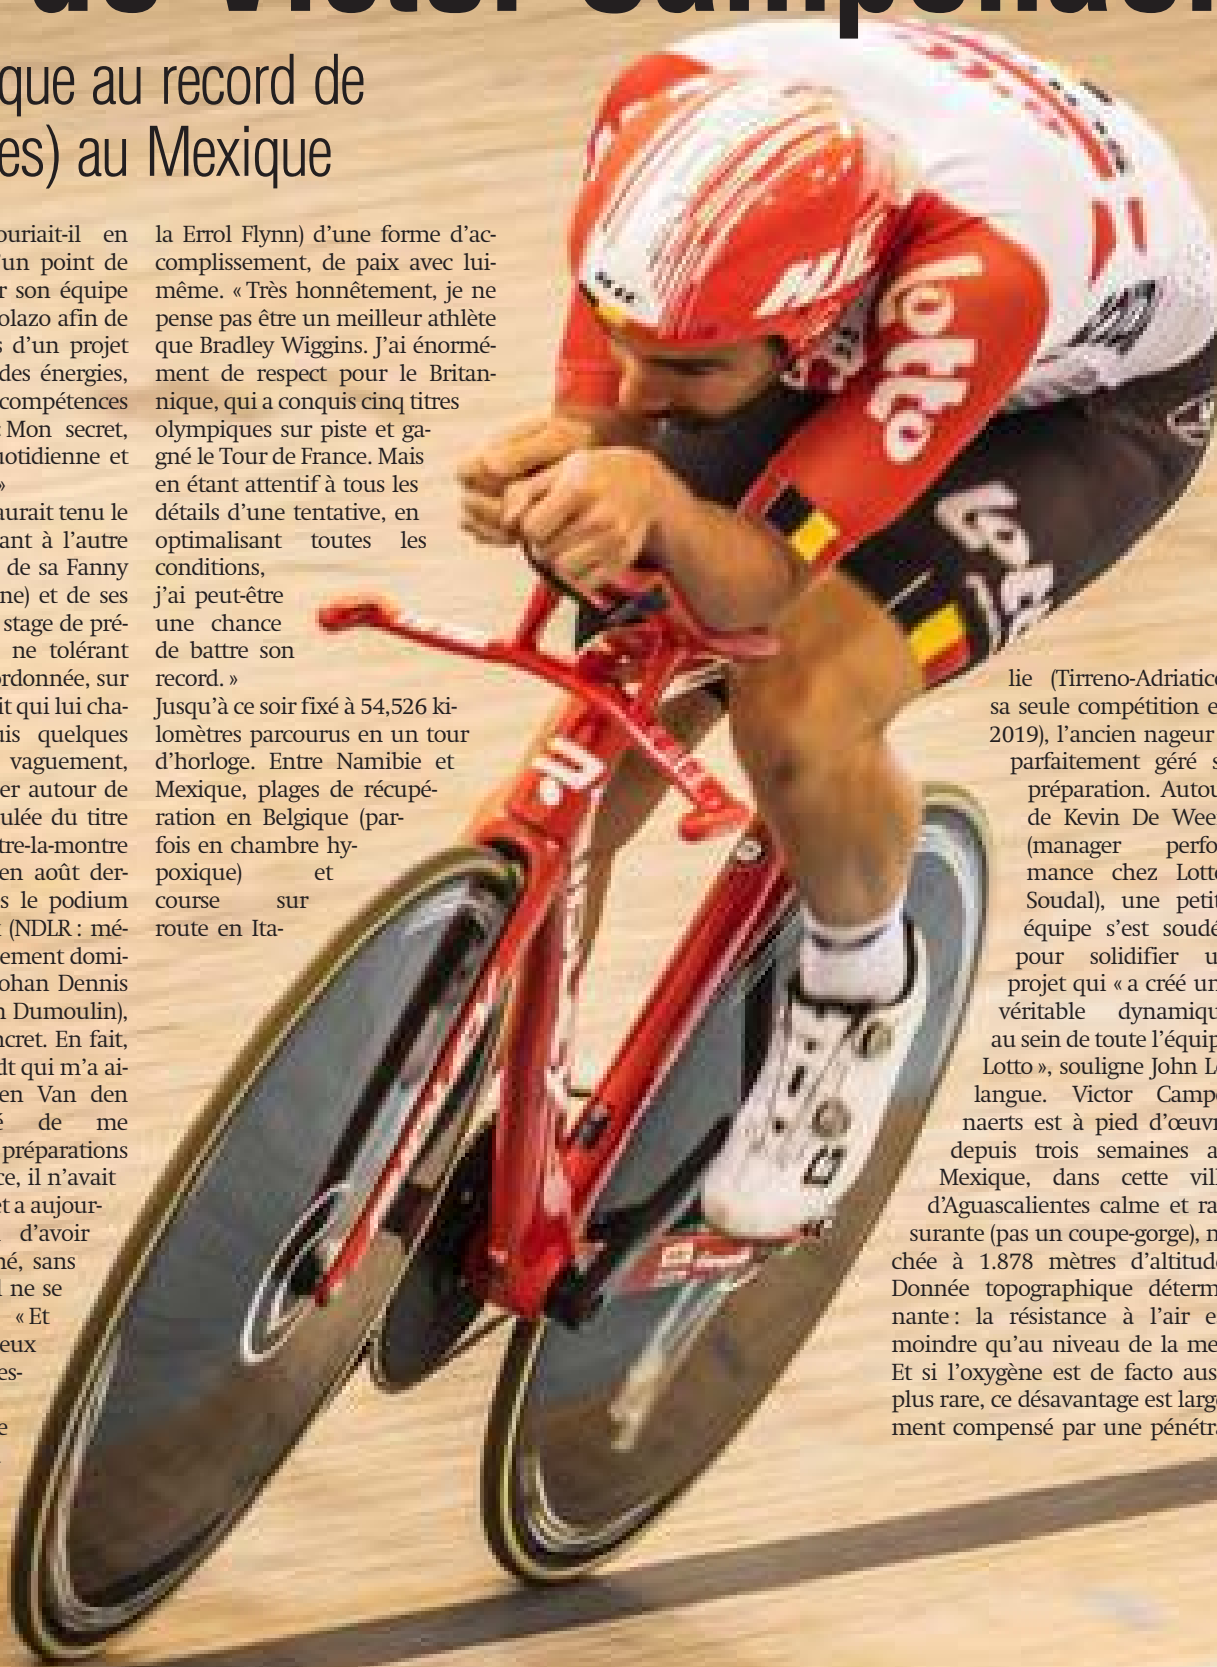 de Victor Campenaer
que au record de
es) au Mexique
ouriait-il en
'un point de
r son équipe
olazo afin de
s d'un projet
des énergies,
compétences
Mon secret,
uotidienne et
»
aurait tenu le
ant à l'autre
de sa Fanny
ne) et de ses
stage de pré-
ne tolérant
ordonnée, sur
it qui lui cha-
uis quelques
vaguement,
er autour de
ulée du titre
tre-la-montre
en août der-
s le podium
(NDLR : mé-
ement domi-
ohan Dennis
n Dumoulin),
ncret. En fait,
dt qui m'a ai-
en Van den
é de me
préparations
ce, il n'avait
et a aujour-
d'avoir
né, sans
l ne se
« Et
eux
es-
e
la Errol Flynn) d'une forme d'ac-
complissement, de paix avec lui-
même. « Très honnêtement, je ne
pense pas être un meilleur athlète
que Bradley Wiggins. J'ai énormé-
ment de respect pour le Britan-
nique, qui a conquis cinq titres
olympiques sur piste et ga-
gné le Tour de France. Mais
en étant attentif à tous les
détails d'une tentative, en
optimalisant toutes les
conditions,
j'ai peut-être
une chance
de battre son
record. »
Jusqu'à ce soir fixé à 54,526 ki-
lomètres parcourus en un tour
d'horloge. Entre Namibie et
Mexique, plages de récupé-
ration en Belgique (par-
fois en chambre hy-
poxique) et
course sur
route en Ita-
lie (Tirreno-Adriatico
sa seule compétition e
2019), l'ancien nageur
parfaitement géré s
préparation. Autou
de Kevin De Wee
(manager perfo
mance chez Lotto
Soudal), une petit
équipe s'est soudé
pour solidifier u
projet qui « a créé un
véritable dynamiqu
au sein de toute l'équip
Lotto », souligne John L
langue. Victor Campe
naerts est à pied d'œuvr
depuis trois semaines a
Mexique, dans cette vill
d'Aguascalientes calme et ra
surante (pas un coupe-gorge), n
chée à 1.878 mètres d'altitude
Donnée topographique déterm
nante : la résistance à l'air e
moindre qu'au niveau de la me
Et si l'oxygène est de facto aus
plus rare, ce désavantage est larg
ment compensé par une pénétra
lotto
lotto